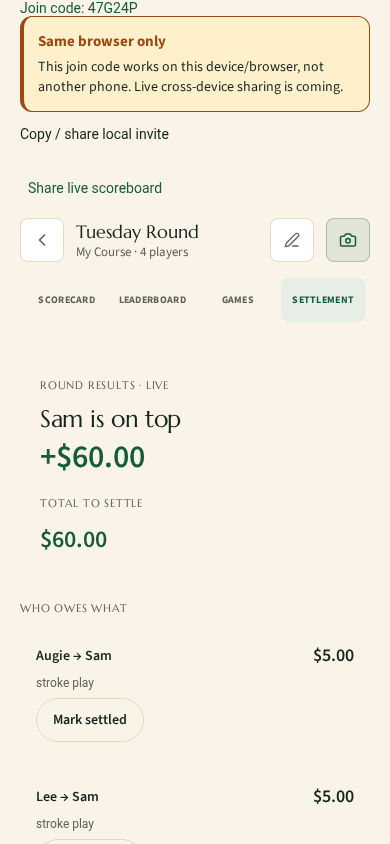 Join code: 47G24P
Same browser only
This join code works on this device/browser, not
another phone. Live cross-device sharing is coming.
Copy / share local invite
Share live scoreboard
Tuesday Round
My Course · 4 players
SCORECARD LEADERBOARD GAMES SETTLEMENT
ROUND RESULTS · LIVE
Sam is on top
+$60.00
TOTAL TO SETTLE
$60.00
WHO OWES WHAT
Augie → Sam $5.00
stroke play
Mark settled
Lee → Sam $5.00
stroke play